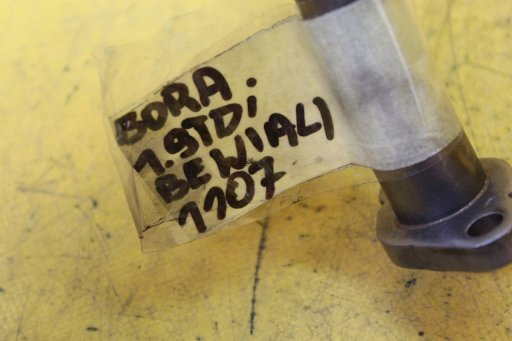 BORA
1.9TDi
BEWIALI
1107